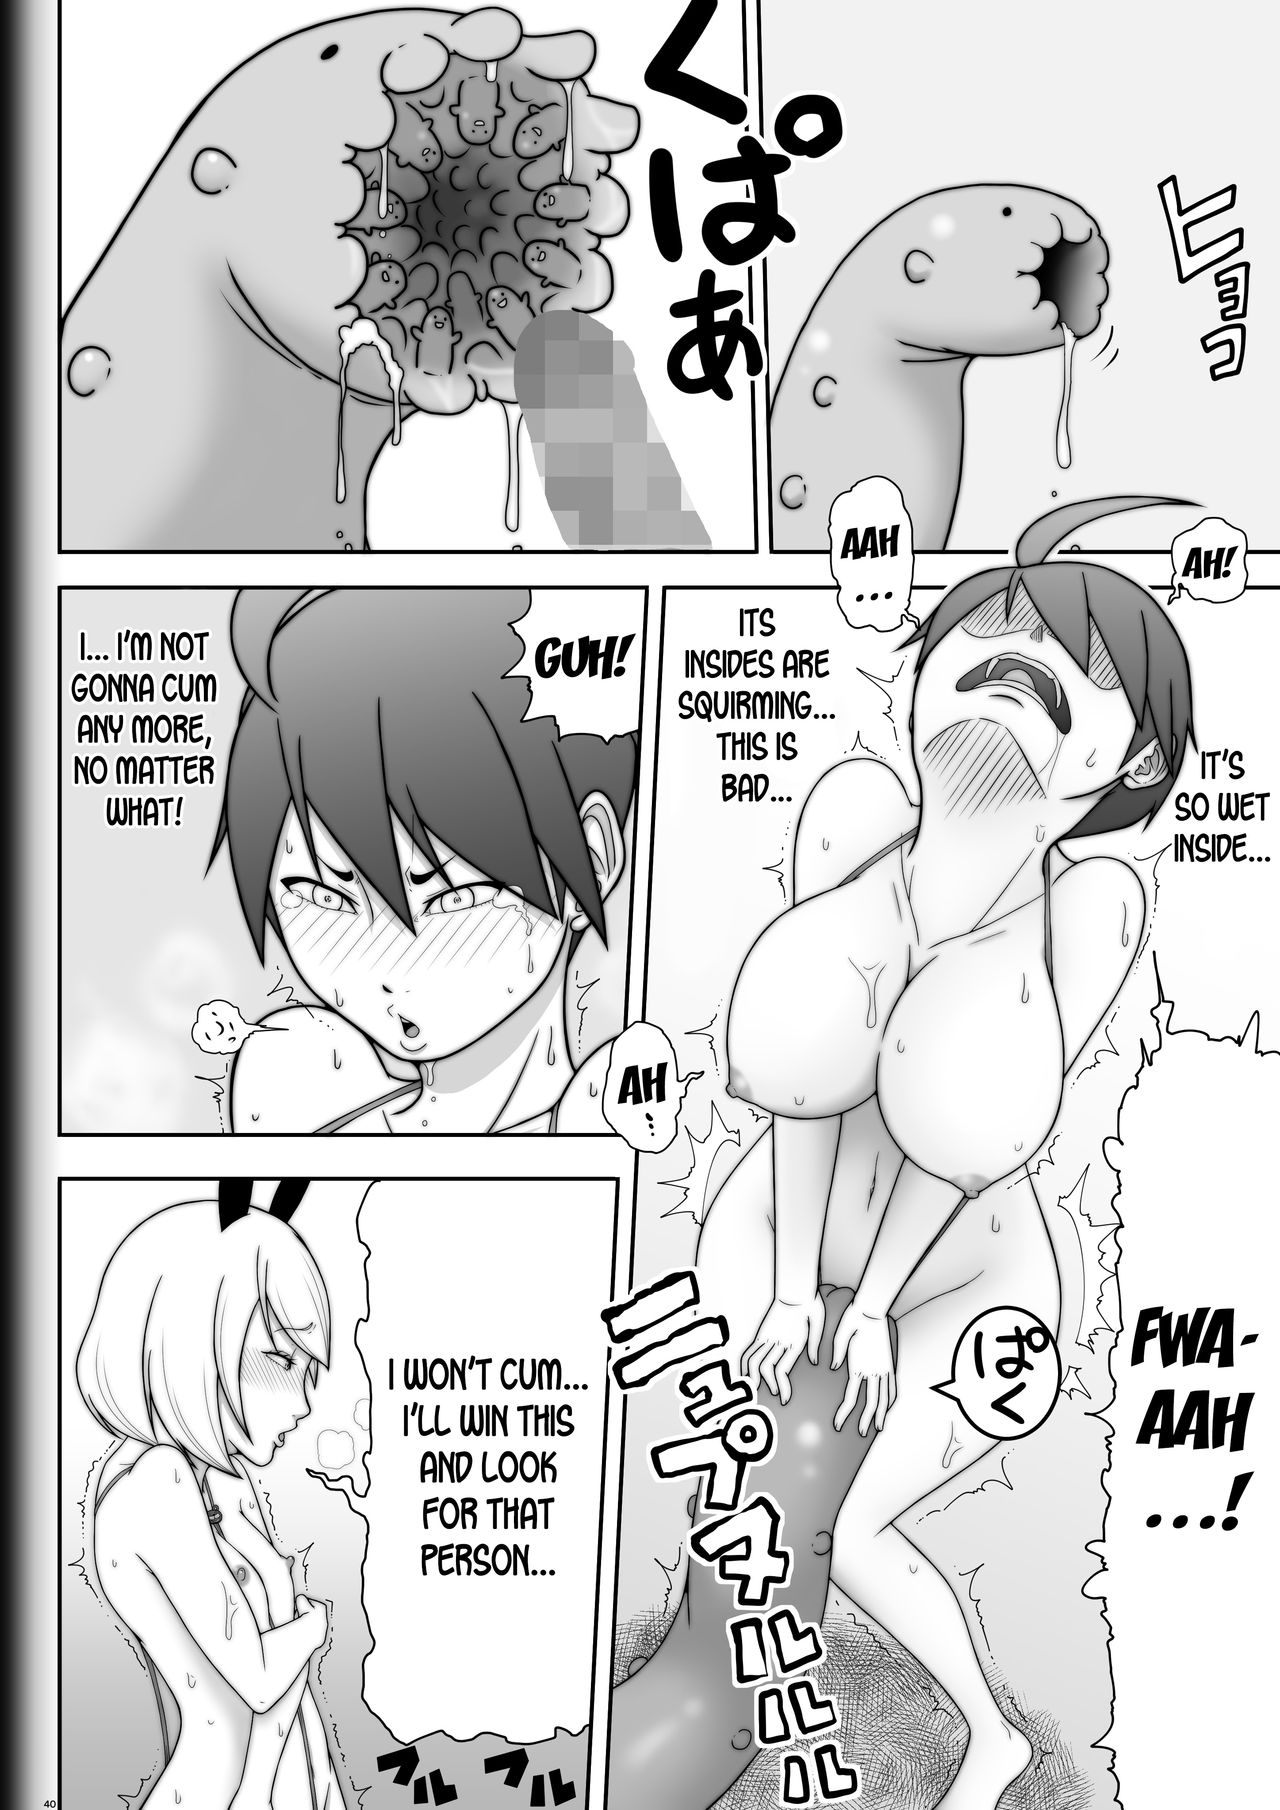 ヒョコ
くぱぁ
AH!
AAH
...
IT'S
SO WET
INSIDE...
ITS
INSIDES ARE
SQUIRMING...
THIS IS
BAD...
FWA-
AAH
...!
ぱく
ニュプヌルルルル
AH
...
GUH!
I... I'M NOT
GONNA CUM
ANY MORE,
NO MATTER
WHAT!
I WON'T CUM...
I'LL WIN THIS
AND LOOK
FOR THAT
PERSON...
フル
フル
40